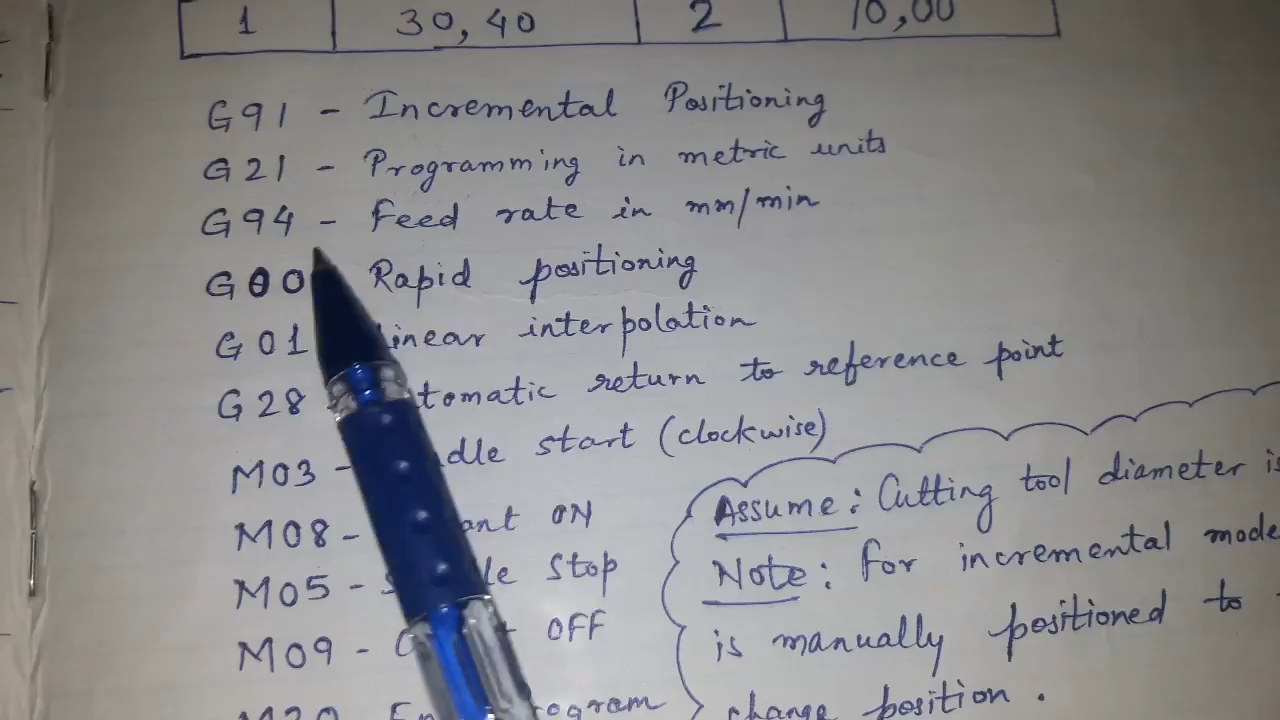 1 30, 40 2 10,00
G91 - Incremental Positioning
G21 - Programming in metric units
G94 - Feed rate in mm/min
G00 Rapid positioning
G01 linear interpolation
G28 tomatic return to reference point
M03 - dle start (clockwise)
M08 - ant ON
M05 - le stop
M09 - OFF
Assume: Cutting tool diameter is
Note: For incremental mode
is manually positioned to
change position.